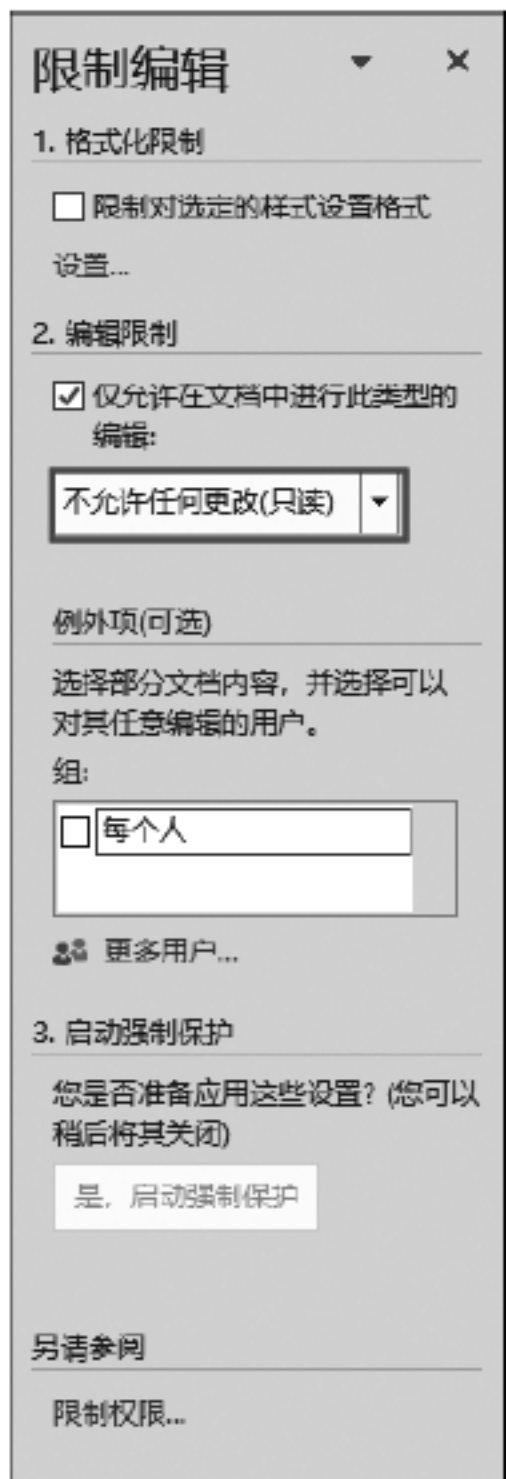 限制编辑
1. 格式化限制
限制对选定的样式设置格式
设置...
2. 编辑限制
仅允许在文档中进行此类型的
编辑:
不允许任何更改(只读)
例外项(可选)
选择部分文档内容，并选择可以
对其任意编辑的用户。
组:
每个人
更多用户...
3. 启动强制保护
您是否准备应用这些设置? (您可以
稍后将其关闭)
是，启动强制保护
另请参阅
限制权限...